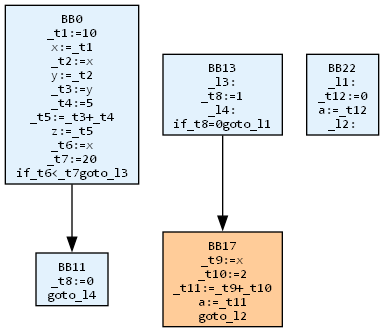 BB0
_t1:=10
x:=_t1
_t2:=x
y:=_t2
_t3:=y
_t4:=5
_t5:=_t3+_t4
z:=_t5
_t6:=x
_t7:=20
if_t6<_t7goto_l3
BB11
_t8:=0
goto_l4
BB13
_l3:
_t8:=1
_l4:
if_t8=0goto_l1
BB17
_t9:=x
_t10:=2
_t11:=_t9+_t10
a:=_t11
goto_l2
BB22
_l1:
_t12:=0
a:=_t12
_l2: